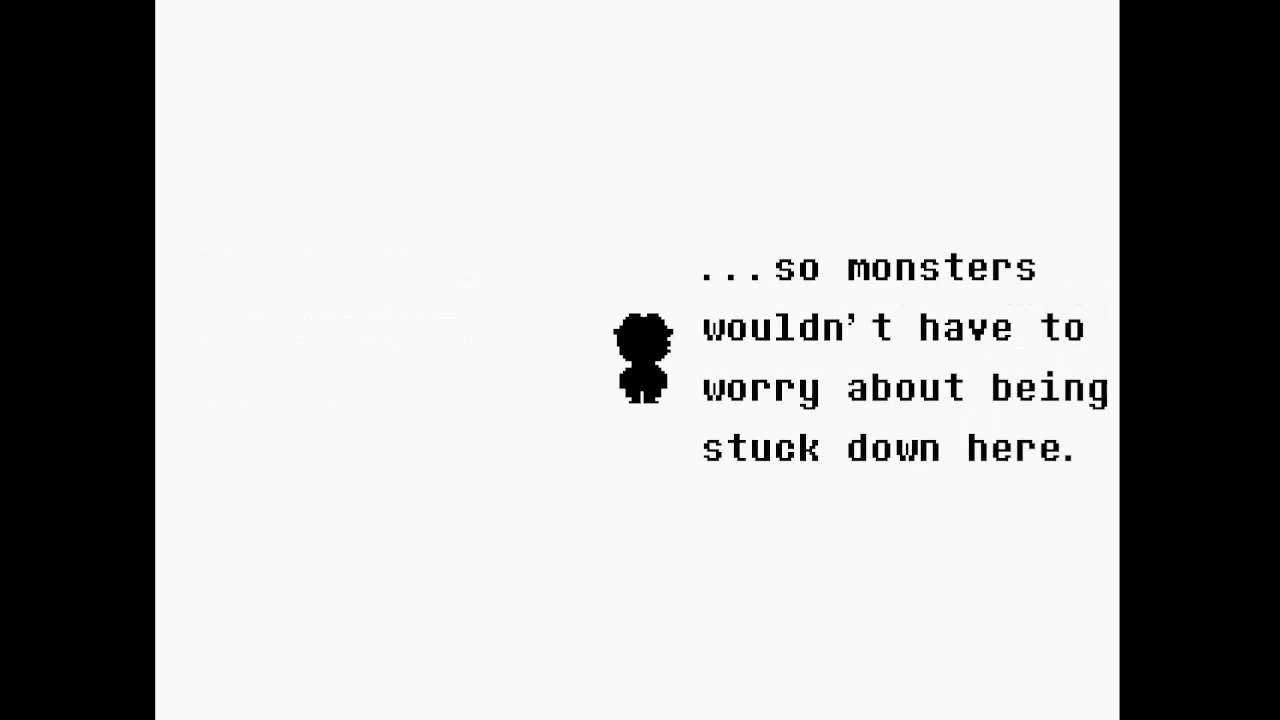 ...so monsters
wouldn't have to
worry about being
stuck down here.